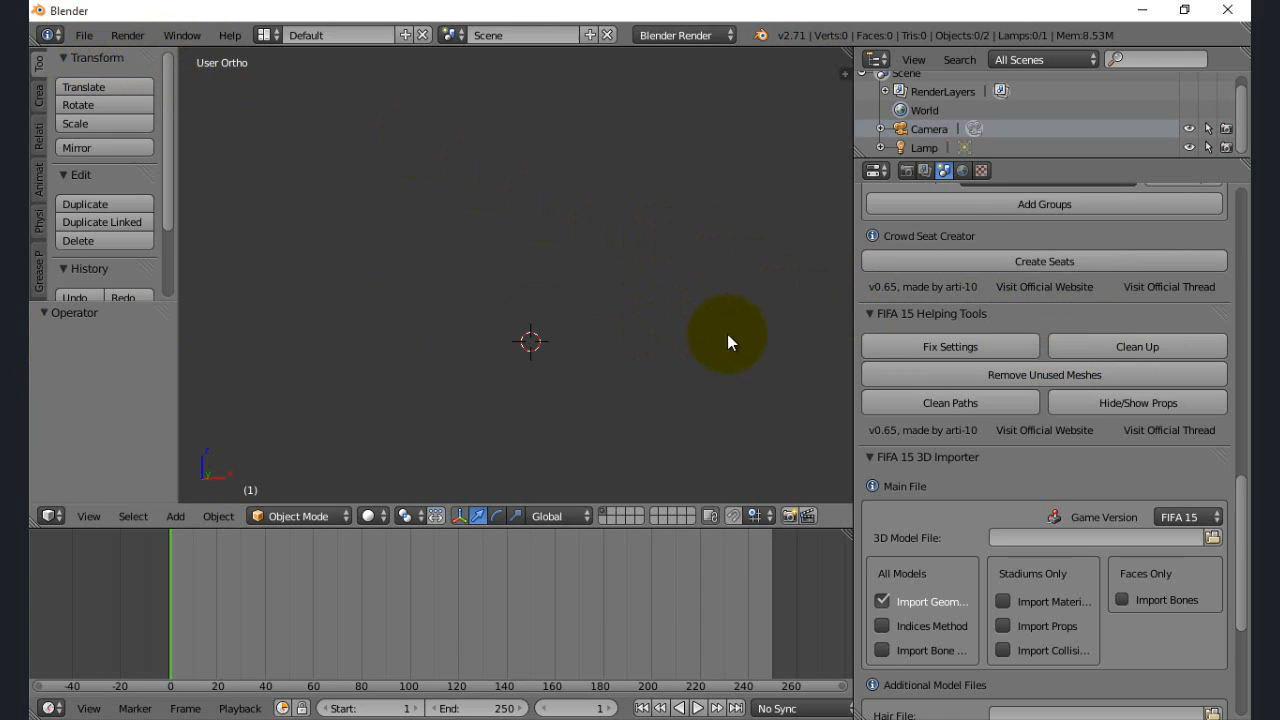 Blender
File Render Window Help Default Scene Blender Render v2.71 | Verts:0 | Faces:0 | Tris:0 | Objects:0/2 | Lamps:0/1 | Mem:8.53M
User Ortho
Transform
Translate
Rotate
Scale
Mirror
Edit
Duplicate
Duplicate Linked
Delete
History
Undo Redo
Operator
Too
Crea
Relati
Animat
Physi
Grease P
(1)
View Select Add Object Object Mode Global
-40 -20 0 20 40 60 80 100 120 140 160 180 200 220 240 260
View Marker Frame Playback Start: 1 End: 250 1 No Sync
View Search All Scenes
Scene
RenderLayers
World
Camera
Lamp
Add Groups
Crowd Seat Creator
Create Seats
v0.65, made by arti-10 Visit Official Website Visit Official Thread
FIFA 15 Helping Tools
Fix Settings Clean Up
Remove Unused Meshes
Clean Paths Hide/Show Props
v0.65, made by arti-10 Visit Official Website Visit Official Thread
FIFA 15 3D Importer
Main File
Game Version FIFA 15
3D Model File:
All Models Stadiums Only Faces Only
Import Geom... Import Materi... Import Bones
Indices Method Import Props
Import Bone ... Import Collisi...
Additional Model Files
Hair File: